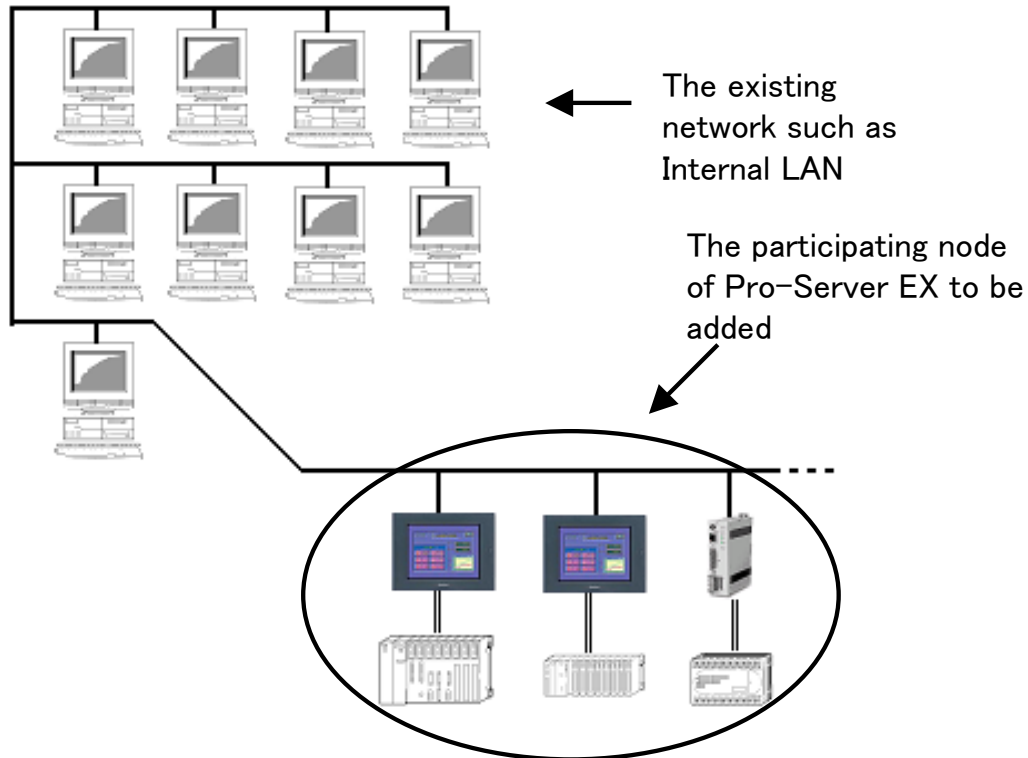 The existing
network such as
Internal LAN
The participating node
of Pro-Server EX to be
added